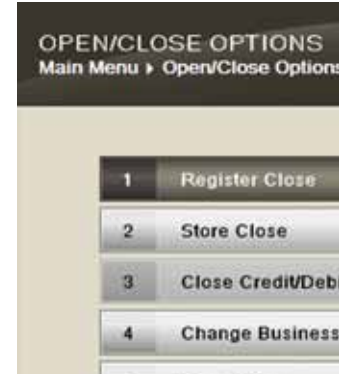 OPEN/CLOSE OPTIONS
Main Menu ▸ Open/Close Options
1 Register Close
2 Store Close
3 Close Credit/Debi
4 Change Business